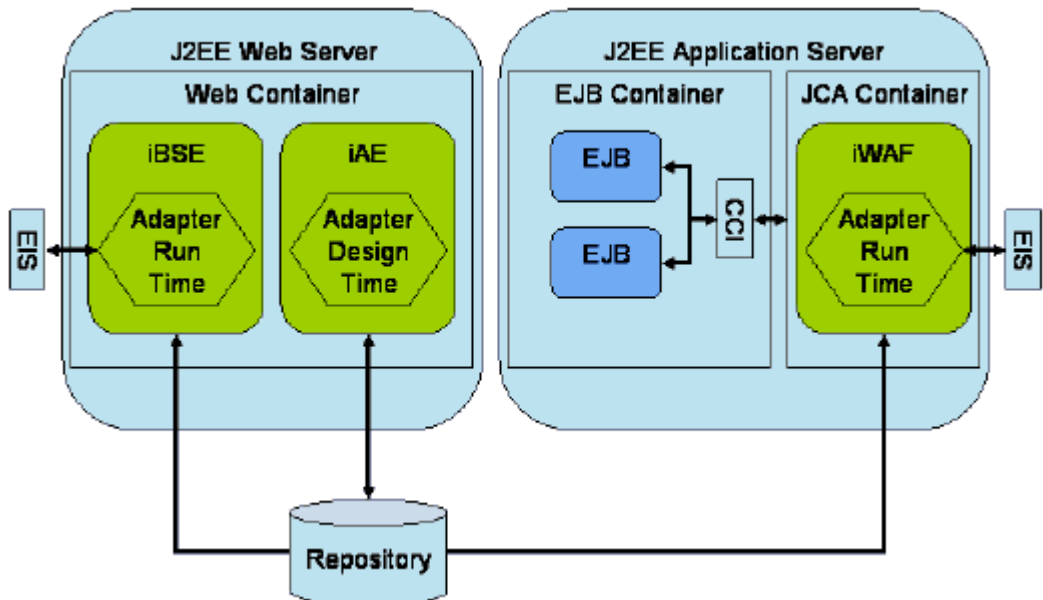 J2EE Web Server
Web Container
iBSE
Adapter
Run
Time
iAE
Adapter
Design
Time
EIS
J2EE Application Server
EJB Container
EJB
EJB
CCI
JCA Container
iWAF
Adapter
Run
Time
EIS
Repository